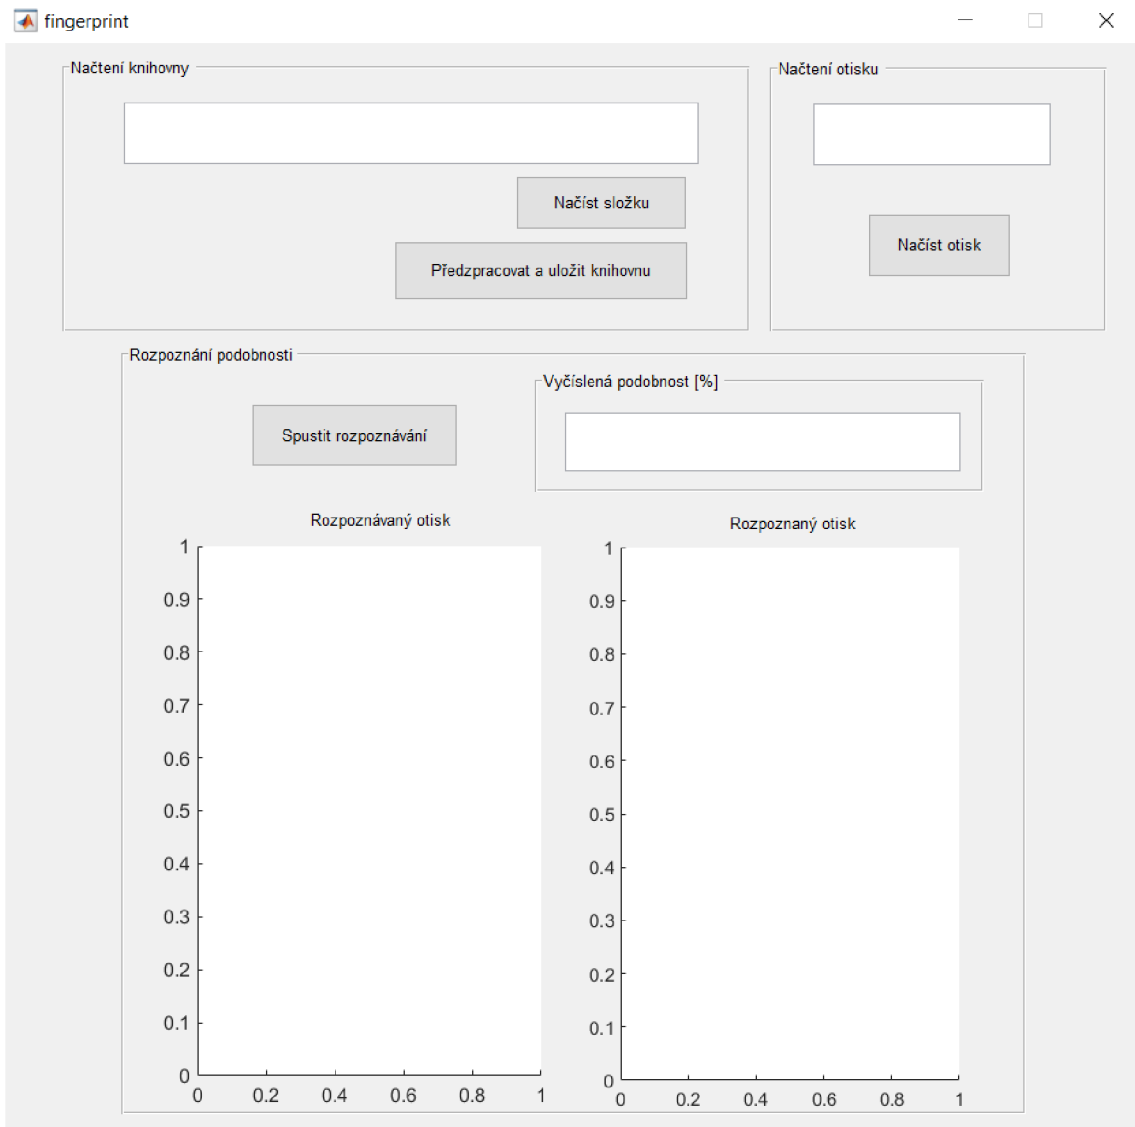 fingerprint
Načtení knihovny
Načtení otisku
Načíst složku
Načíst otisk
Předzpracovat a uložit knihovnu
Rozpoznání podobnosti
Vyčíslená podobnost [%]
Spustit rozpoznávání
Rozpoznávaný otisk
Rozpoznaný otisk
1
0.9
0.8
0.7
0.6
0.5
0.4
0.3
0.2
0.1
0
0 0.2 0.4 0.6 0.8 1
1
0.9
0.8
0.7
0.6
0.5
0.4
0.3
0.2
0.1
0
0 0.2 0.4 0.6 0.8 1